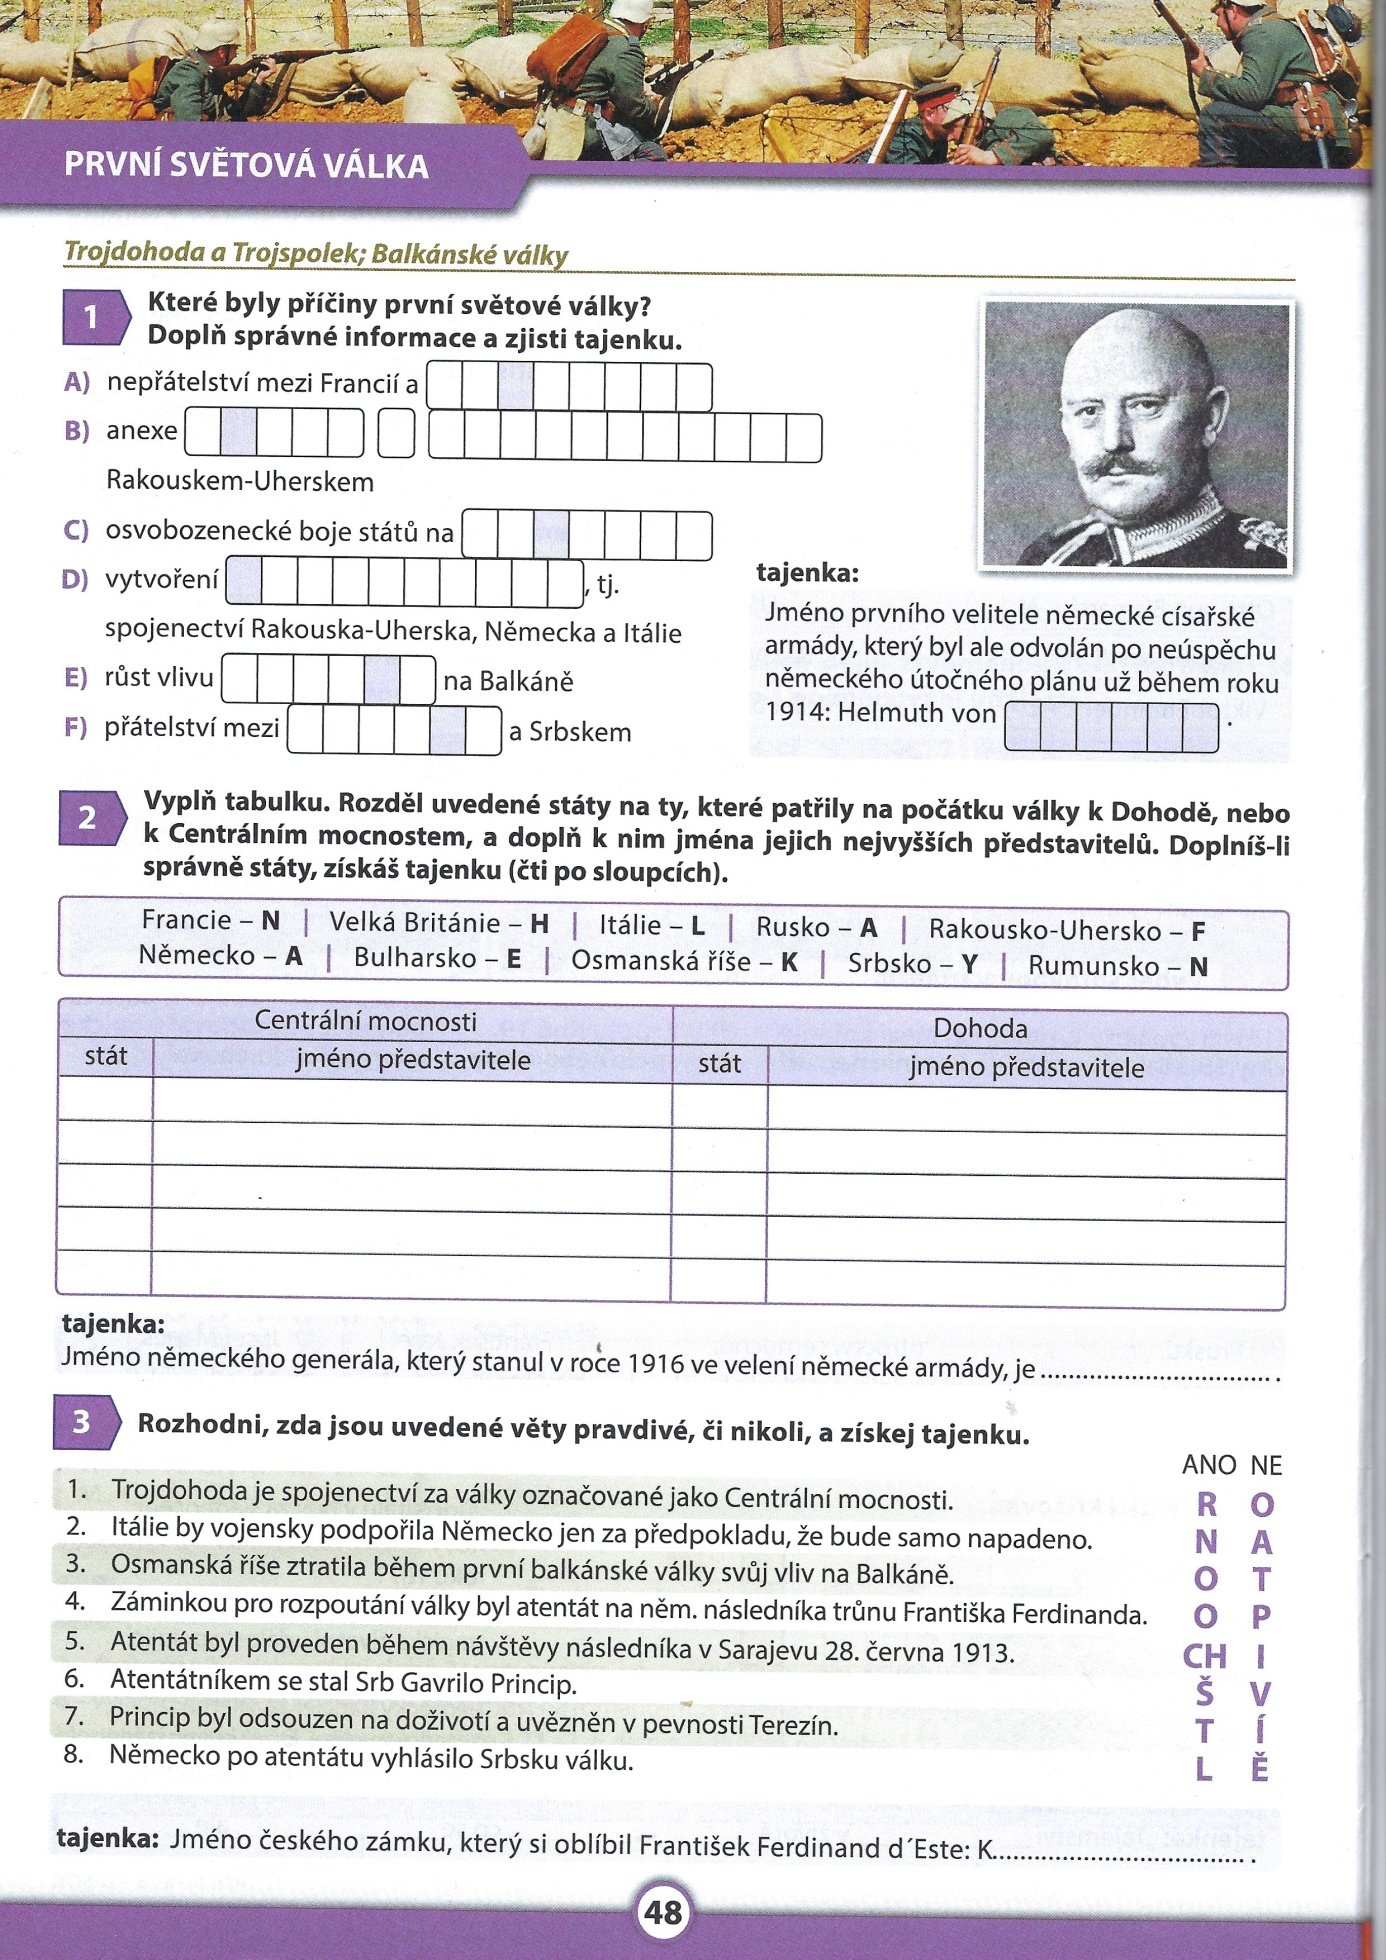 PRVNÍ SVĚTOVÁ VÁLKA
Trojdohoda a Trojspolek; Balkánské války
1
Které byly příčiny první světové války?
Doplň správné informace a zjisti tajenku.
A) nepřátelství mezi Francií a
B) anexe
Rakouskem-Uherskem
C) osvobozenecké boje států na
D) vytvoření , tj.
spojenectví Rakouska-Uherska, Německa a Itálie
E) růst vlivu na Balkáně
F) přátelství mezi a Srbskem
tajenka:
Jméno prvního velitele německé císařské
armády, který byl ale odvolán po neúspěchu
německého útočného plánu už během roku
1914: Helmuth von .
2
Vyplň tabulku. Rozděl uvedené státy na ty, které patřily na počátku války k Dohodě, nebo
k Centrálním mocnostem, a doplň k nim jména jejich nejvyšších představitelů. Doplníš-li
správně státy, získáš tajenku (čti po sloupcích).
Francie – N | Velká Británie – H | Itálie – L | Rusko – A | Rakousko-Uhersko – F
Německo – A | Bulharsko – E | Osmanská říše – K | Srbsko – Y | Rumunsko – N
Centrální mocnosti Dohoda
stát jméno představitele stát jméno představitele
tajenka:
Jméno německého generála, který stanul v roce 1916 ve velení německé armády, je .................................. .
3
Rozhodni, zda jsou uvedené věty pravdivé, či nikoli, a získej tajenku.
ANO NE
1. Trojdohoda je spojenectví za války označované jako Centrální mocnosti. R O
2. Itálie by vojensky podpořila Německo jen za předpokladu, že bude samo napadeno. N A
3. Osmanská říše ztratila během první balkánské války svůj vliv na Balkáně. O T
4. Záminkou pro rozpoutání války byl atentát na něm. následníka trůnu Františka Ferdinanda. O P
5. Atentát byl proveden během návštěvy následníka v Sarajevu 28. června 1913. CH I
6. Atentátníkem se stal Srb Gavrilo Princip. Š V
7. Princip byl odsouzen na doživotí a uvězněn v pevnosti Terezín. T Í
8. Německo po atentátu vyhlásilo Srbsku válku. L Ě
tajenka: Jméno českého zámku, který si oblíbil František Ferdinand d´Este: K.................................... .
48